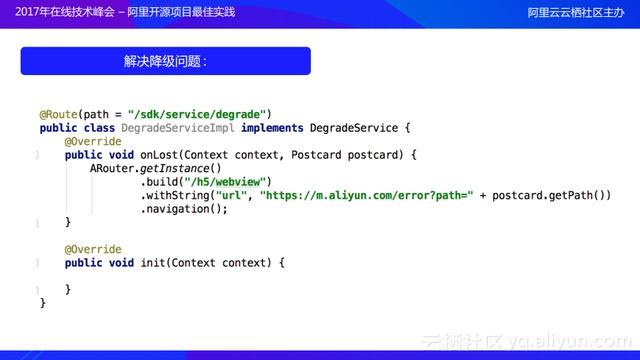 2017年在线技术峰会 – 阿里开源项目最佳实践
阿里云云栖社区主办
解决降级问题：
@Route(path = "/sdk/service/degrade")
public class DegradeServiceImpl implements DegradeService {
@Override
public void onLost(Context context, Postcard postcard) {
ARouter.getInstance()
.build("/h5/webview")
.withString("url", "https://m.aliyun.com/error?path=" + postcard.getPath())
.navigation();
}
@Override
public void init(Context context) {
}
}
云栖社区 yq.aliyun.com